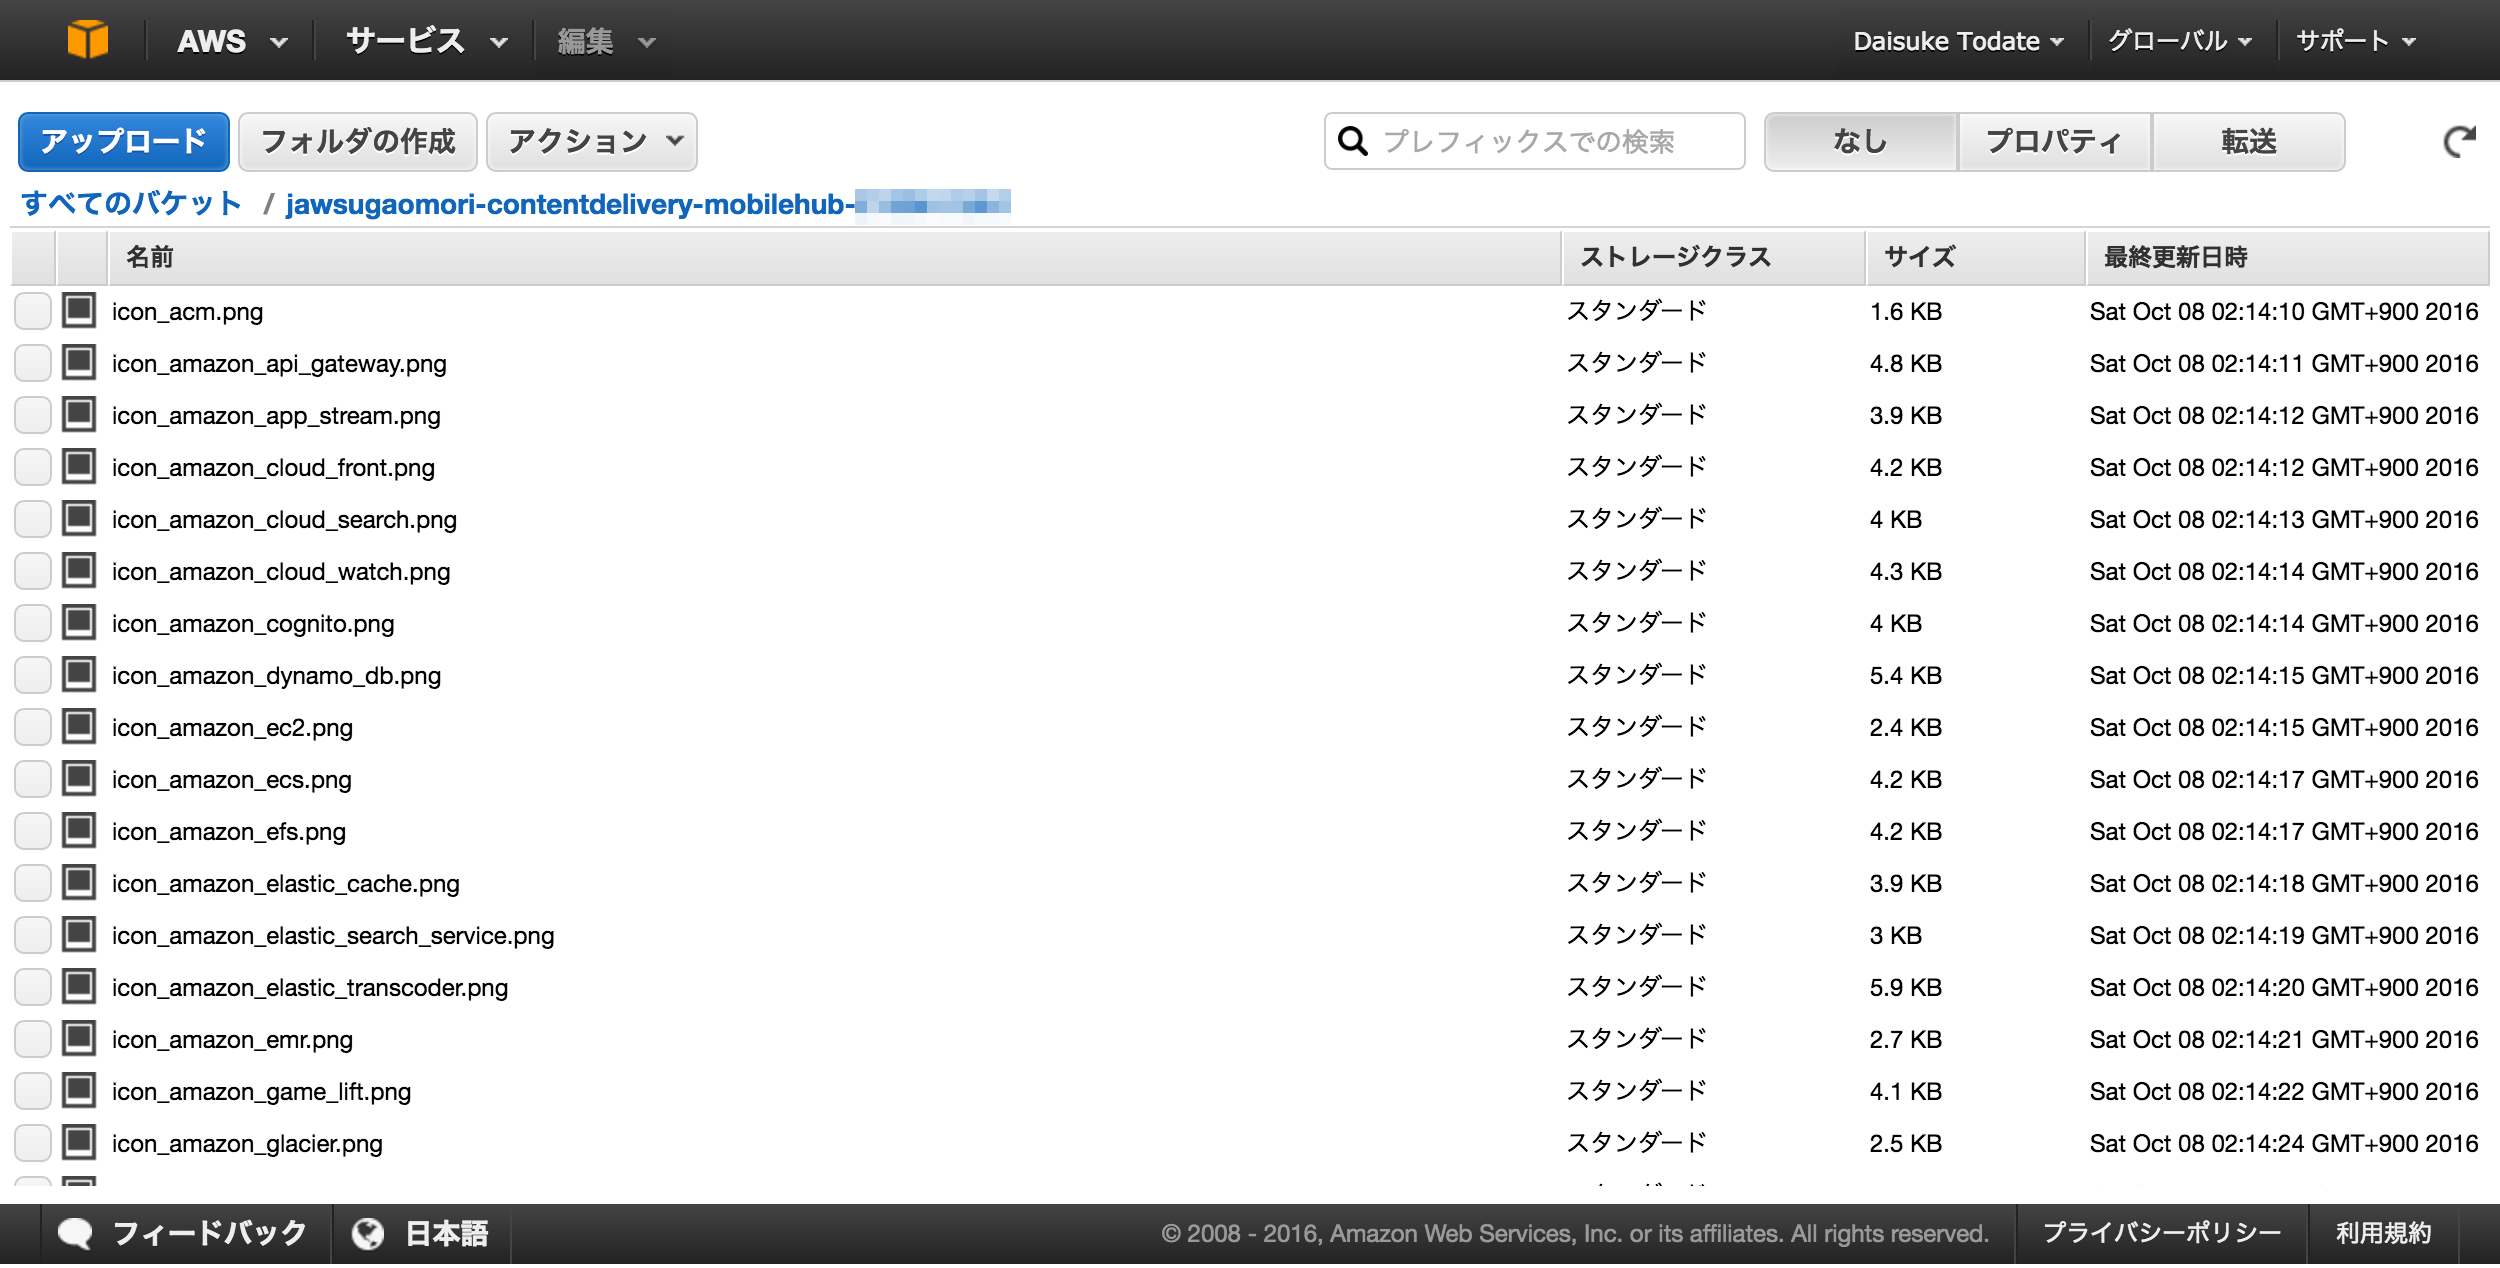 AWS サービス 編集 Daisuke Todate グローバル サポート
アップロード フォルダの作成 アクション プレフィックスでの検索 なし プロパティ 転送
すべてのバケット / jawsugaomori-contentdelivery-mobilehub-
名前 ストレージクラス サイズ 最終更新日時
icon_acm.png スタンダード 1.6 KB Sat Oct 08 02:14:10 GMT+900 2016
icon_amazon_api_gateway.png スタンダード 4.8 KB Sat Oct 08 02:14:11 GMT+900 2016
icon_amazon_app_stream.png スタンダード 3.9 KB Sat Oct 08 02:14:12 GMT+900 2016
icon_amazon_cloud_front.png スタンダード 4.2 KB Sat Oct 08 02:14:12 GMT+900 2016
icon_amazon_cloud_search.png スタンダード 4 KB Sat Oct 08 02:14:13 GMT+900 2016
icon_amazon_cloud_watch.png スタンダード 4.3 KB Sat Oct 08 02:14:14 GMT+900 2016
icon_amazon_cognito.png スタンダード 4 KB Sat Oct 08 02:14:14 GMT+900 2016
icon_amazon_dynamo_db.png スタンダード 5.4 KB Sat Oct 08 02:14:15 GMT+900 2016
icon_amazon_ec2.png スタンダード 2.4 KB Sat Oct 08 02:14:15 GMT+900 2016
icon_amazon_ecs.png スタンダード 4.2 KB Sat Oct 08 02:14:17 GMT+900 2016
icon_amazon_efs.png スタンダード 4.2 KB Sat Oct 08 02:14:17 GMT+900 2016
icon_amazon_elastic_cache.png スタンダード 3.9 KB Sat Oct 08 02:14:18 GMT+900 2016
icon_amazon_elastic_search_service.png スタンダード 3 KB Sat Oct 08 02:14:19 GMT+900 2016
icon_amazon_elastic_transcoder.png スタンダード 5.9 KB Sat Oct 08 02:14:20 GMT+900 2016
icon_amazon_emr.png スタンダード 2.7 KB Sat Oct 08 02:14:21 GMT+900 2016
icon_amazon_game_lift.png スタンダード 4.1 KB Sat Oct 08 02:14:22 GMT+900 2016
icon_amazon_glacier.png スタンダード 2.5 KB Sat Oct 08 02:14:24 GMT+900 2016
フィードバック 日本語 © 2008 - 2016, Amazon Web Services, Inc. or its affiliates. All rights reserved. プライバシーポリシー 利用規約